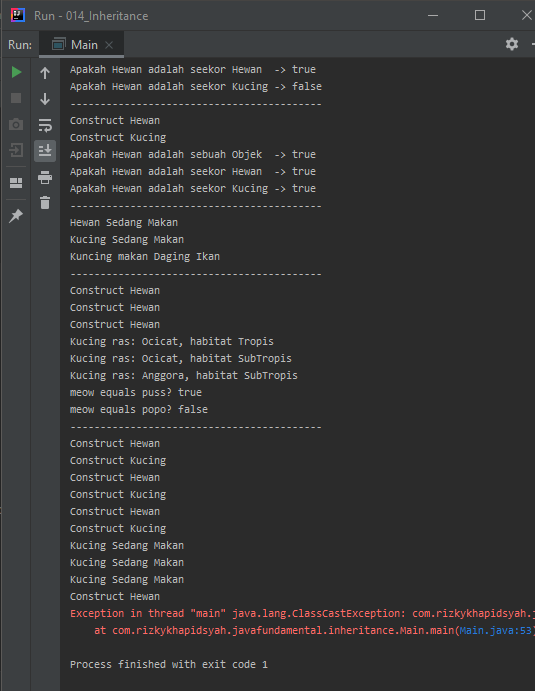 Run - 014_Inheritance
Run: Main
Apakah Hewan adalah seekor Hewan  -> true
Apakah Hewan adalah seekor Kucing -> false
----------------------------------------
Construct Hewan
Construct Kucing
Apakah Hewan adalah sebuah Objek  -> true
Apakah Hewan adalah seekor Hewan  -> true
Apakah Hewan adalah seekor Kucing -> true
----------------------------------------
Hewan Sedang Makan
Kucing Sedang Makan
Kuncing makan Daging Ikan
----------------------------------------
Construct Hewan
Construct Hewan
Construct Hewan
Kucing ras: Ocicat, habitat Tropis
Kucing ras: Ocicat, habitat SubTropis
Kucing ras: Anggora, habitat SubTropis
meow equals puss? true
meow equals popo? false
----------------------------------------
Construct Hewan
Construct Kucing
Construct Hewan
Construct Kucing
Construct Hewan
Construct Kucing
Kucing Sedang Makan
Kucing Sedang Makan
Kucing Sedang Makan
Construct Hewan
Exception in thread "main" java.lang.ClassCastException: com.rizkykhapidsyah.
at com.rizkykhapidsyah.javafundamental.inheritance.Main.main(Main.java:53)
Process finished with exit code 1